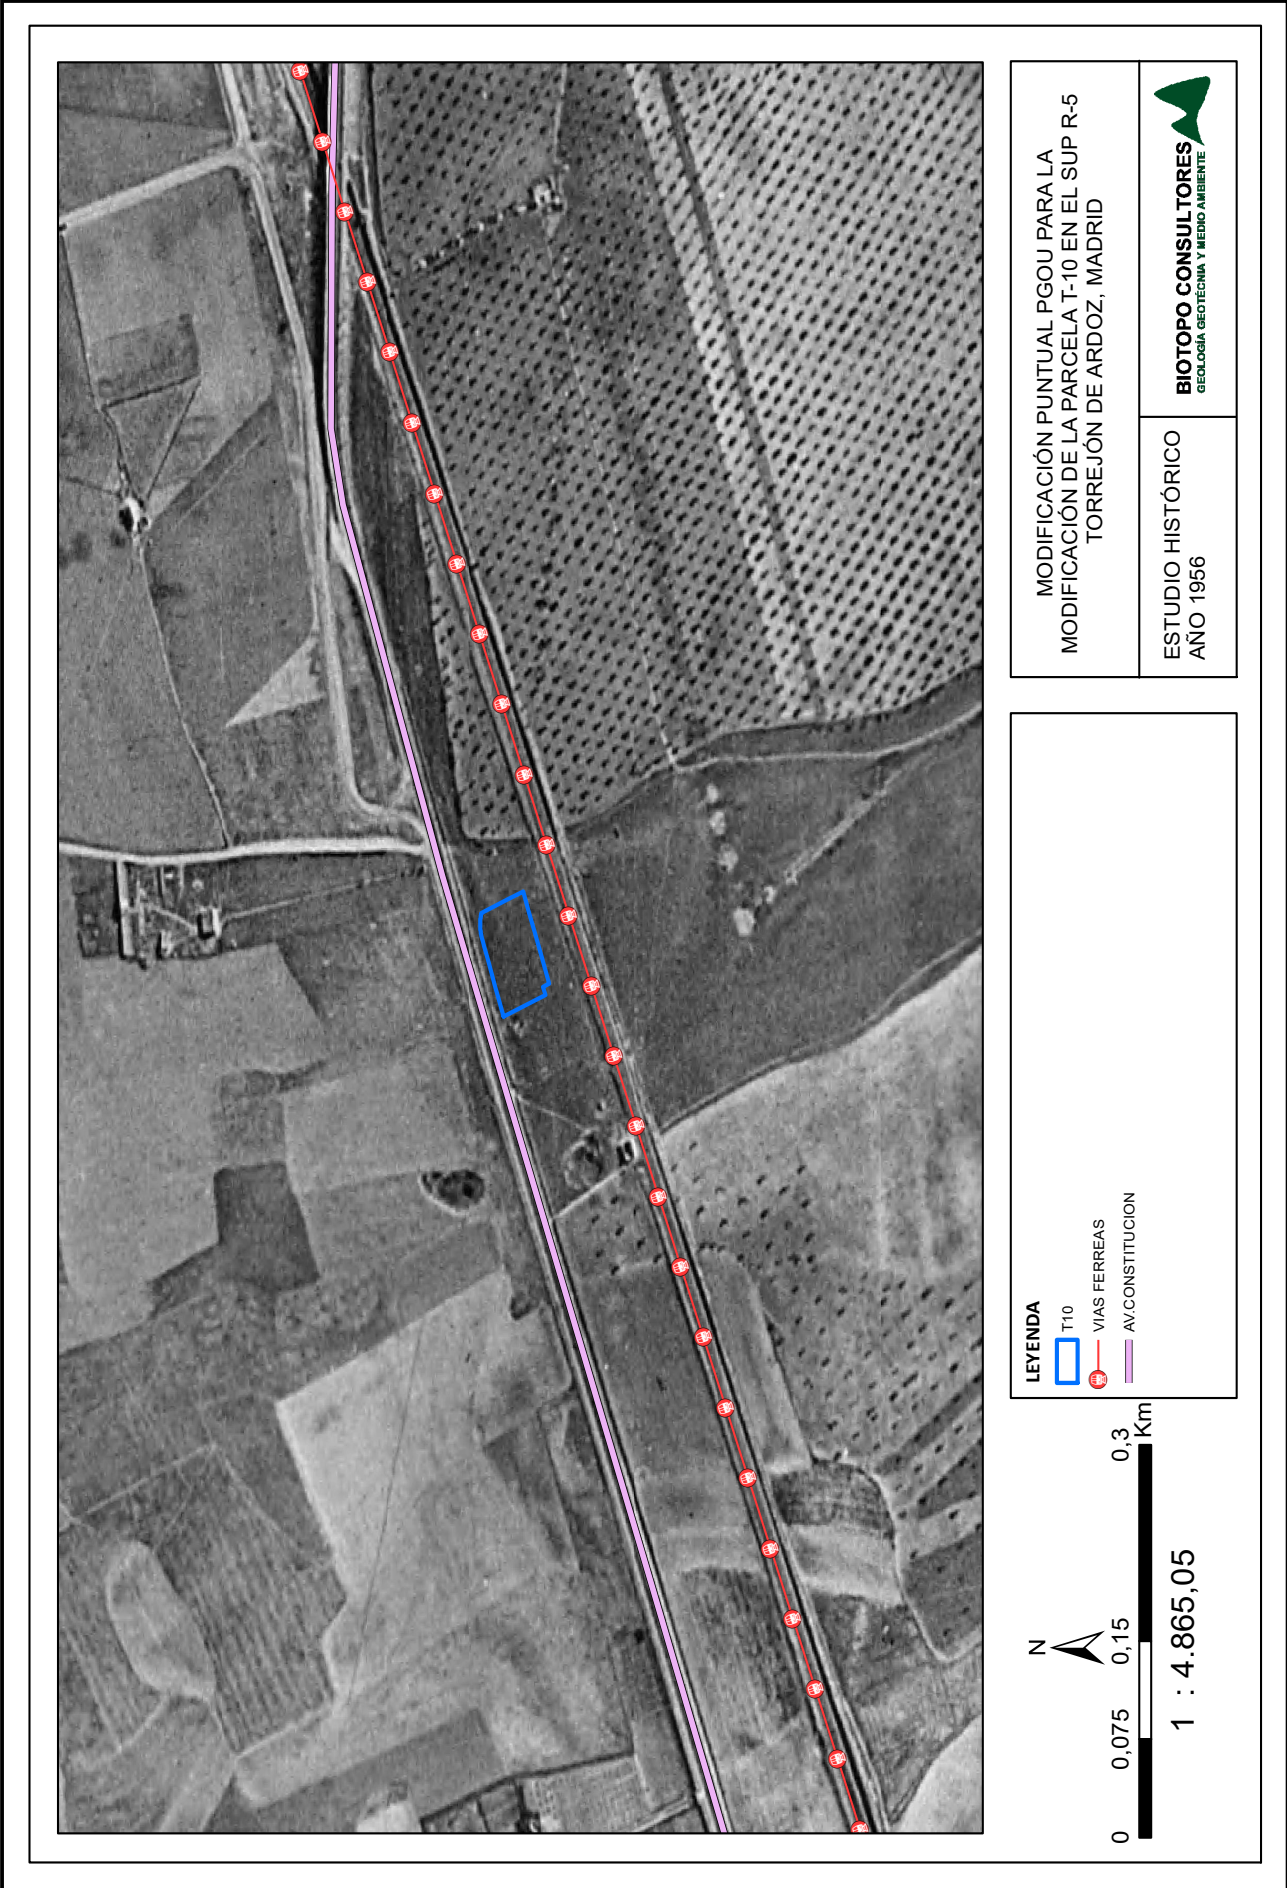 MODIFICACIÓN PUNTUAL PGOU PARA LA
MODIFICACIÓN DE LA PARCELA T-10 EN EL SUP R-5
TORREJÓN DE ARDOZ, MADRID
ESTUDIO HISTÓRICO
AÑO 1956
BIOTOPO CONSULTORES
GEOLOGÍA GEOTÉCNIA Y MEDIO AMBIENTE
LEYENDA
T10
VIAS FERREAS
AV.CONSTITUCION
N
0 0,075 0,15 0,3
Km
1 : 4.865,05